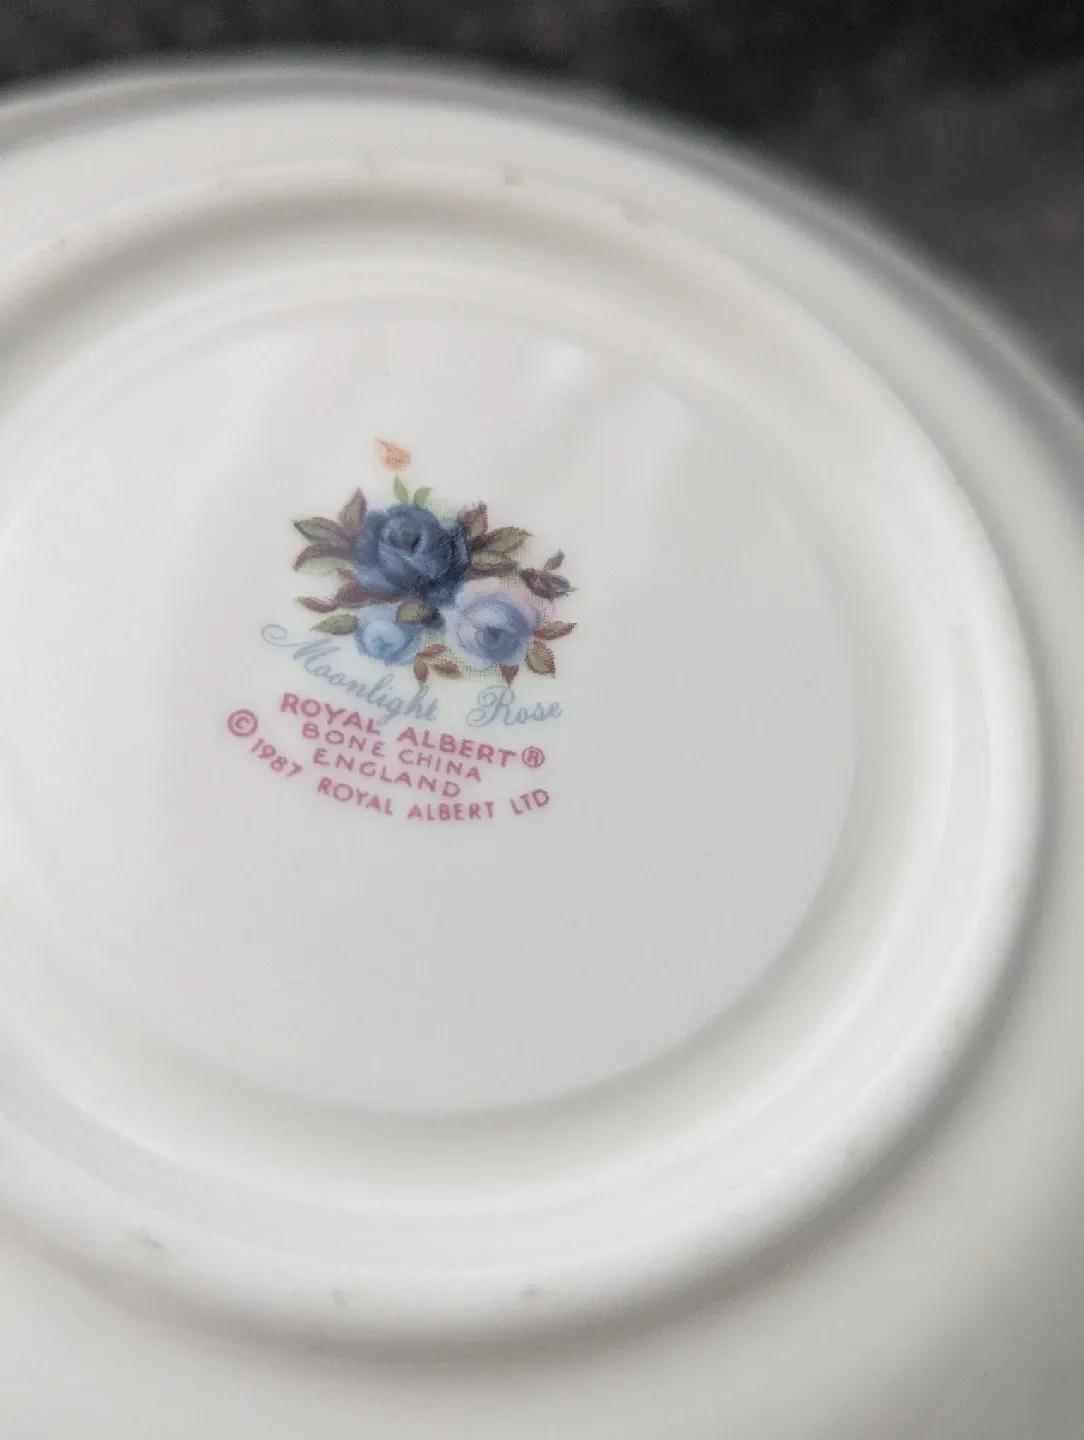 Moonlight Rose
ROYAL ALBERT®
BONE CHINA
ENGLAND
© 1987 ROYAL ALBERT LTD